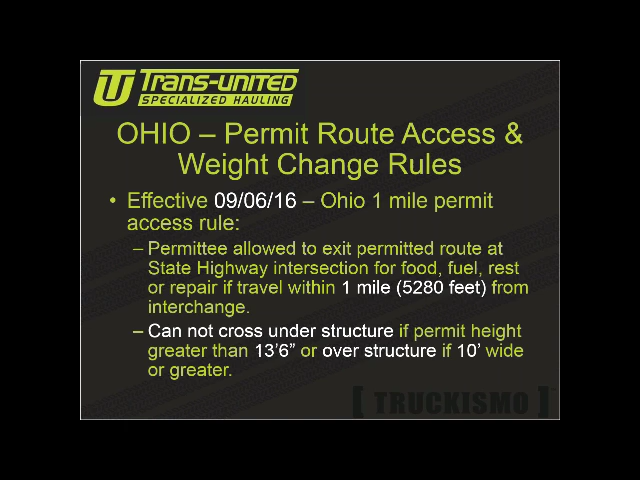 Trans-United
SPECIALIZED HAULING
OHIO – Permit Route Access &
Weight Change Rules
• Effective 09/06/16 – Ohio 1 mile permit
access rule:
– Permittee allowed to exit permitted route at
State Highway intersection for food, fuel, rest
or repair if travel within 1 mile (5280 feet) from
interchange.
– Can not cross under structure if permit height
greater than 13'6" or over structure if 10' wide
or greater.
[ TRUCKISMO ]